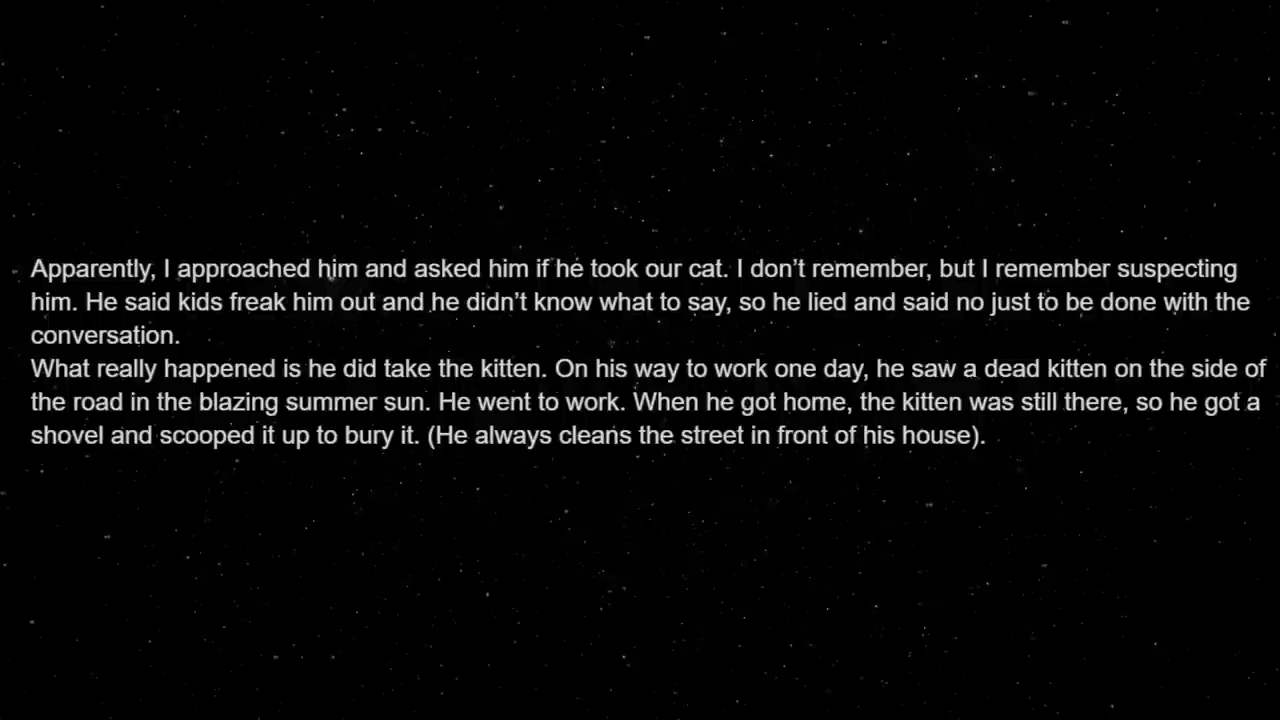 Apparently, I approached him and asked him if he took our cat. I don’t remember, but I remember suspecting
him. He said kids freak him out and he didn’t know what to say, so he lied and said no just to be done with the
conversation.
What really happened is he did take the kitten. On his way to work one day, he saw a dead kitten on the side of
the road in the blazing summer sun. He went to work. When he got home, the kitten was still there, so he got a
shovel and scooped it up to bury it. (He always cleans the street in front of his house).